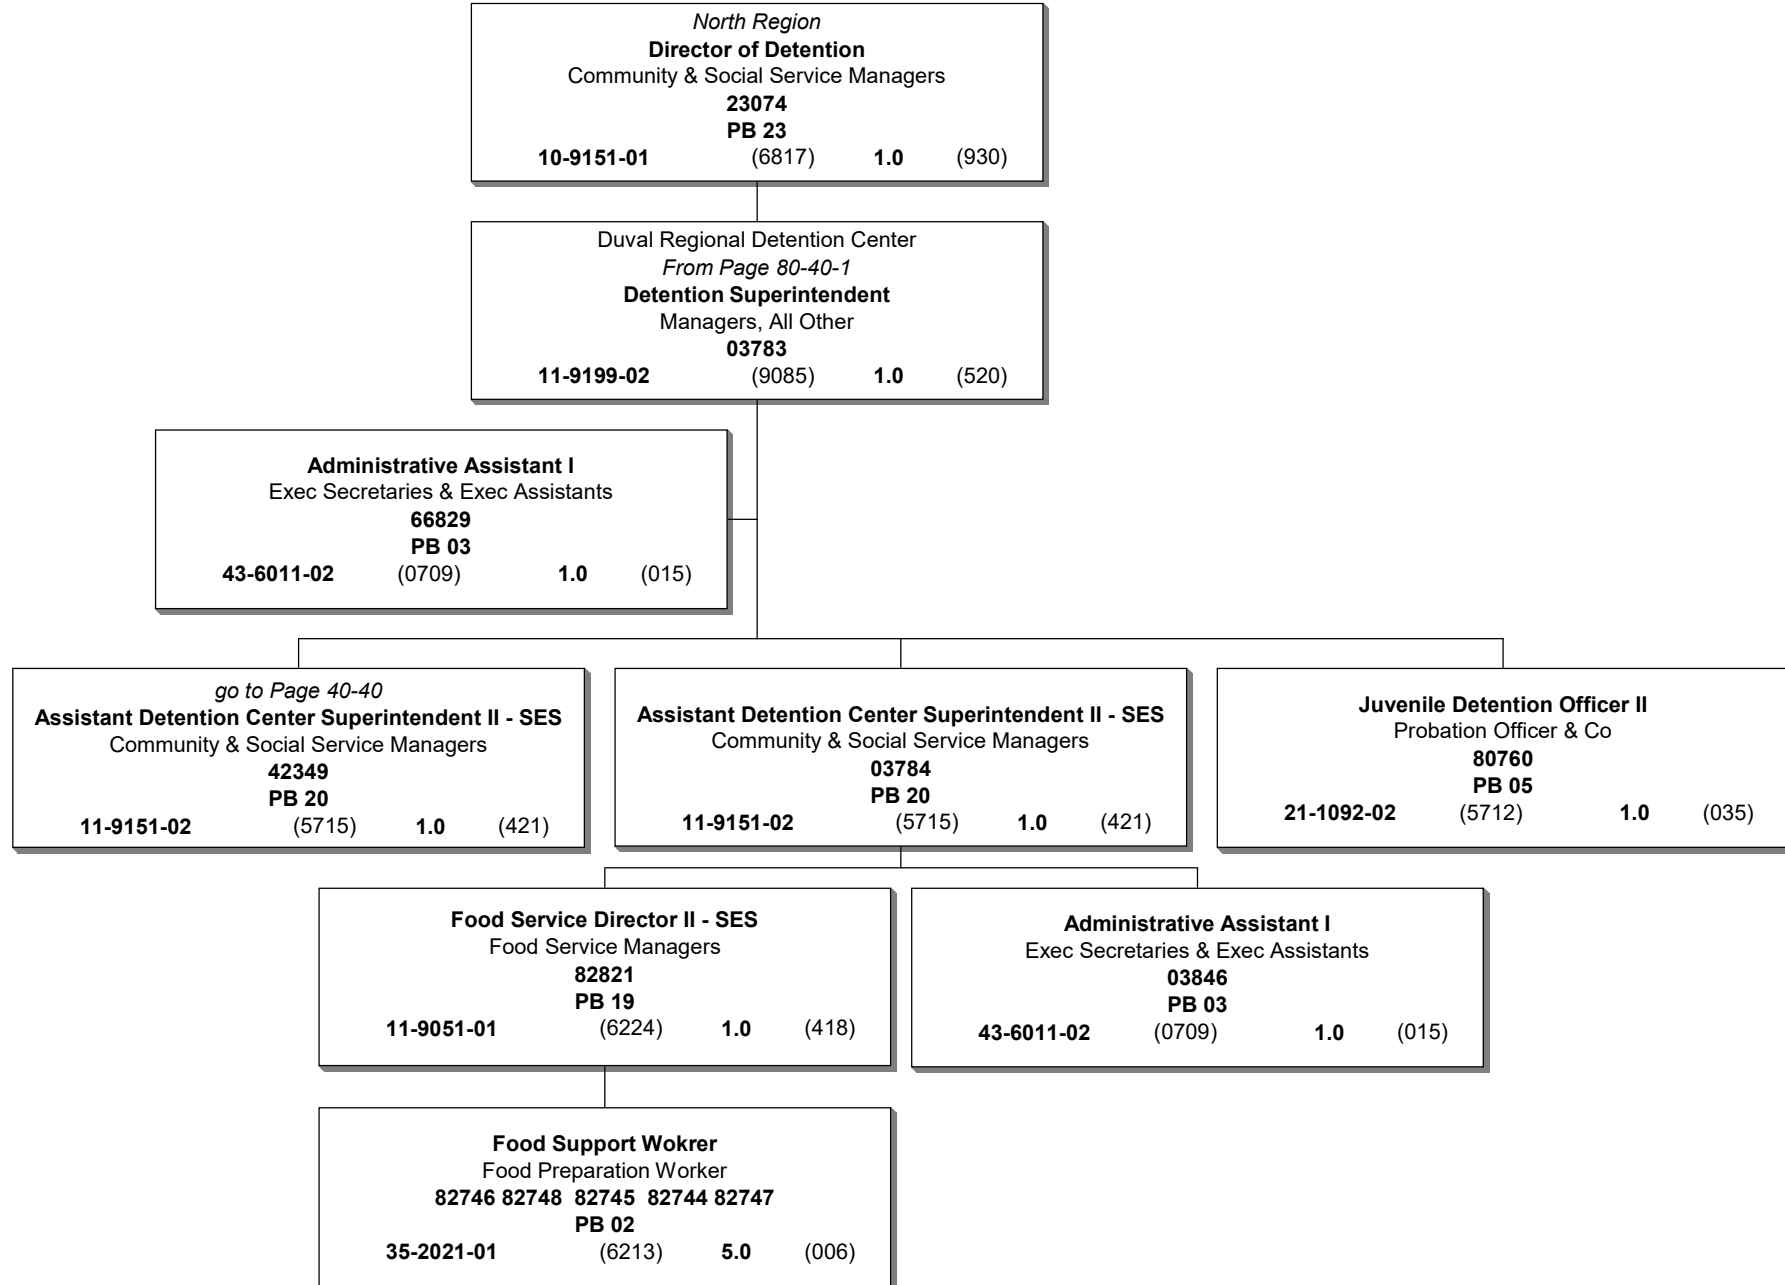 North Region
Director of Detention
Community & Social Service Managers
23074
PB 23
10-9151-01 (6817) 1.0 (930)
Duval Regional Detention Center
From Page 80-40-1
Detention Superintendent
Managers, All Other
03783
11-9199-02 (9085) 1.0 (520)
Administrative Assistant I
Exec Secretaries & Exec Assistants
66829
PB 03
43-6011-02 (0709) 1.0 (015)
go to Page 40-40
Assistant Detention Center Superintendent II - SES
Community & Social Service Managers
42349
PB 20
11-9151-02 (5715) 1.0 (421)
Assistant Detention Center Superintendent II - SES
Community & Social Service Managers
03784
PB 20
11-9151-02 (5715) 1.0 (421)
Juvenile Detention Officer II
Probation Officer & Co
80760
PB 05
21-1092-02 (5712) 1.0 (035)
Food Service Director II - SES
Food Service Managers
82821
PB 19
11-9051-01 (6224) 1.0 (418)
Administrative Assistant I
Exec Secretaries & Exec Assistants
03846
PB 03
43-6011-02 (0709) 1.0 (015)
Food Support Wokrer
Food Preparation Worker
82746 82748 82745 82744 82747
PB 02
35-2021-01 (6213) 5.0 (006)